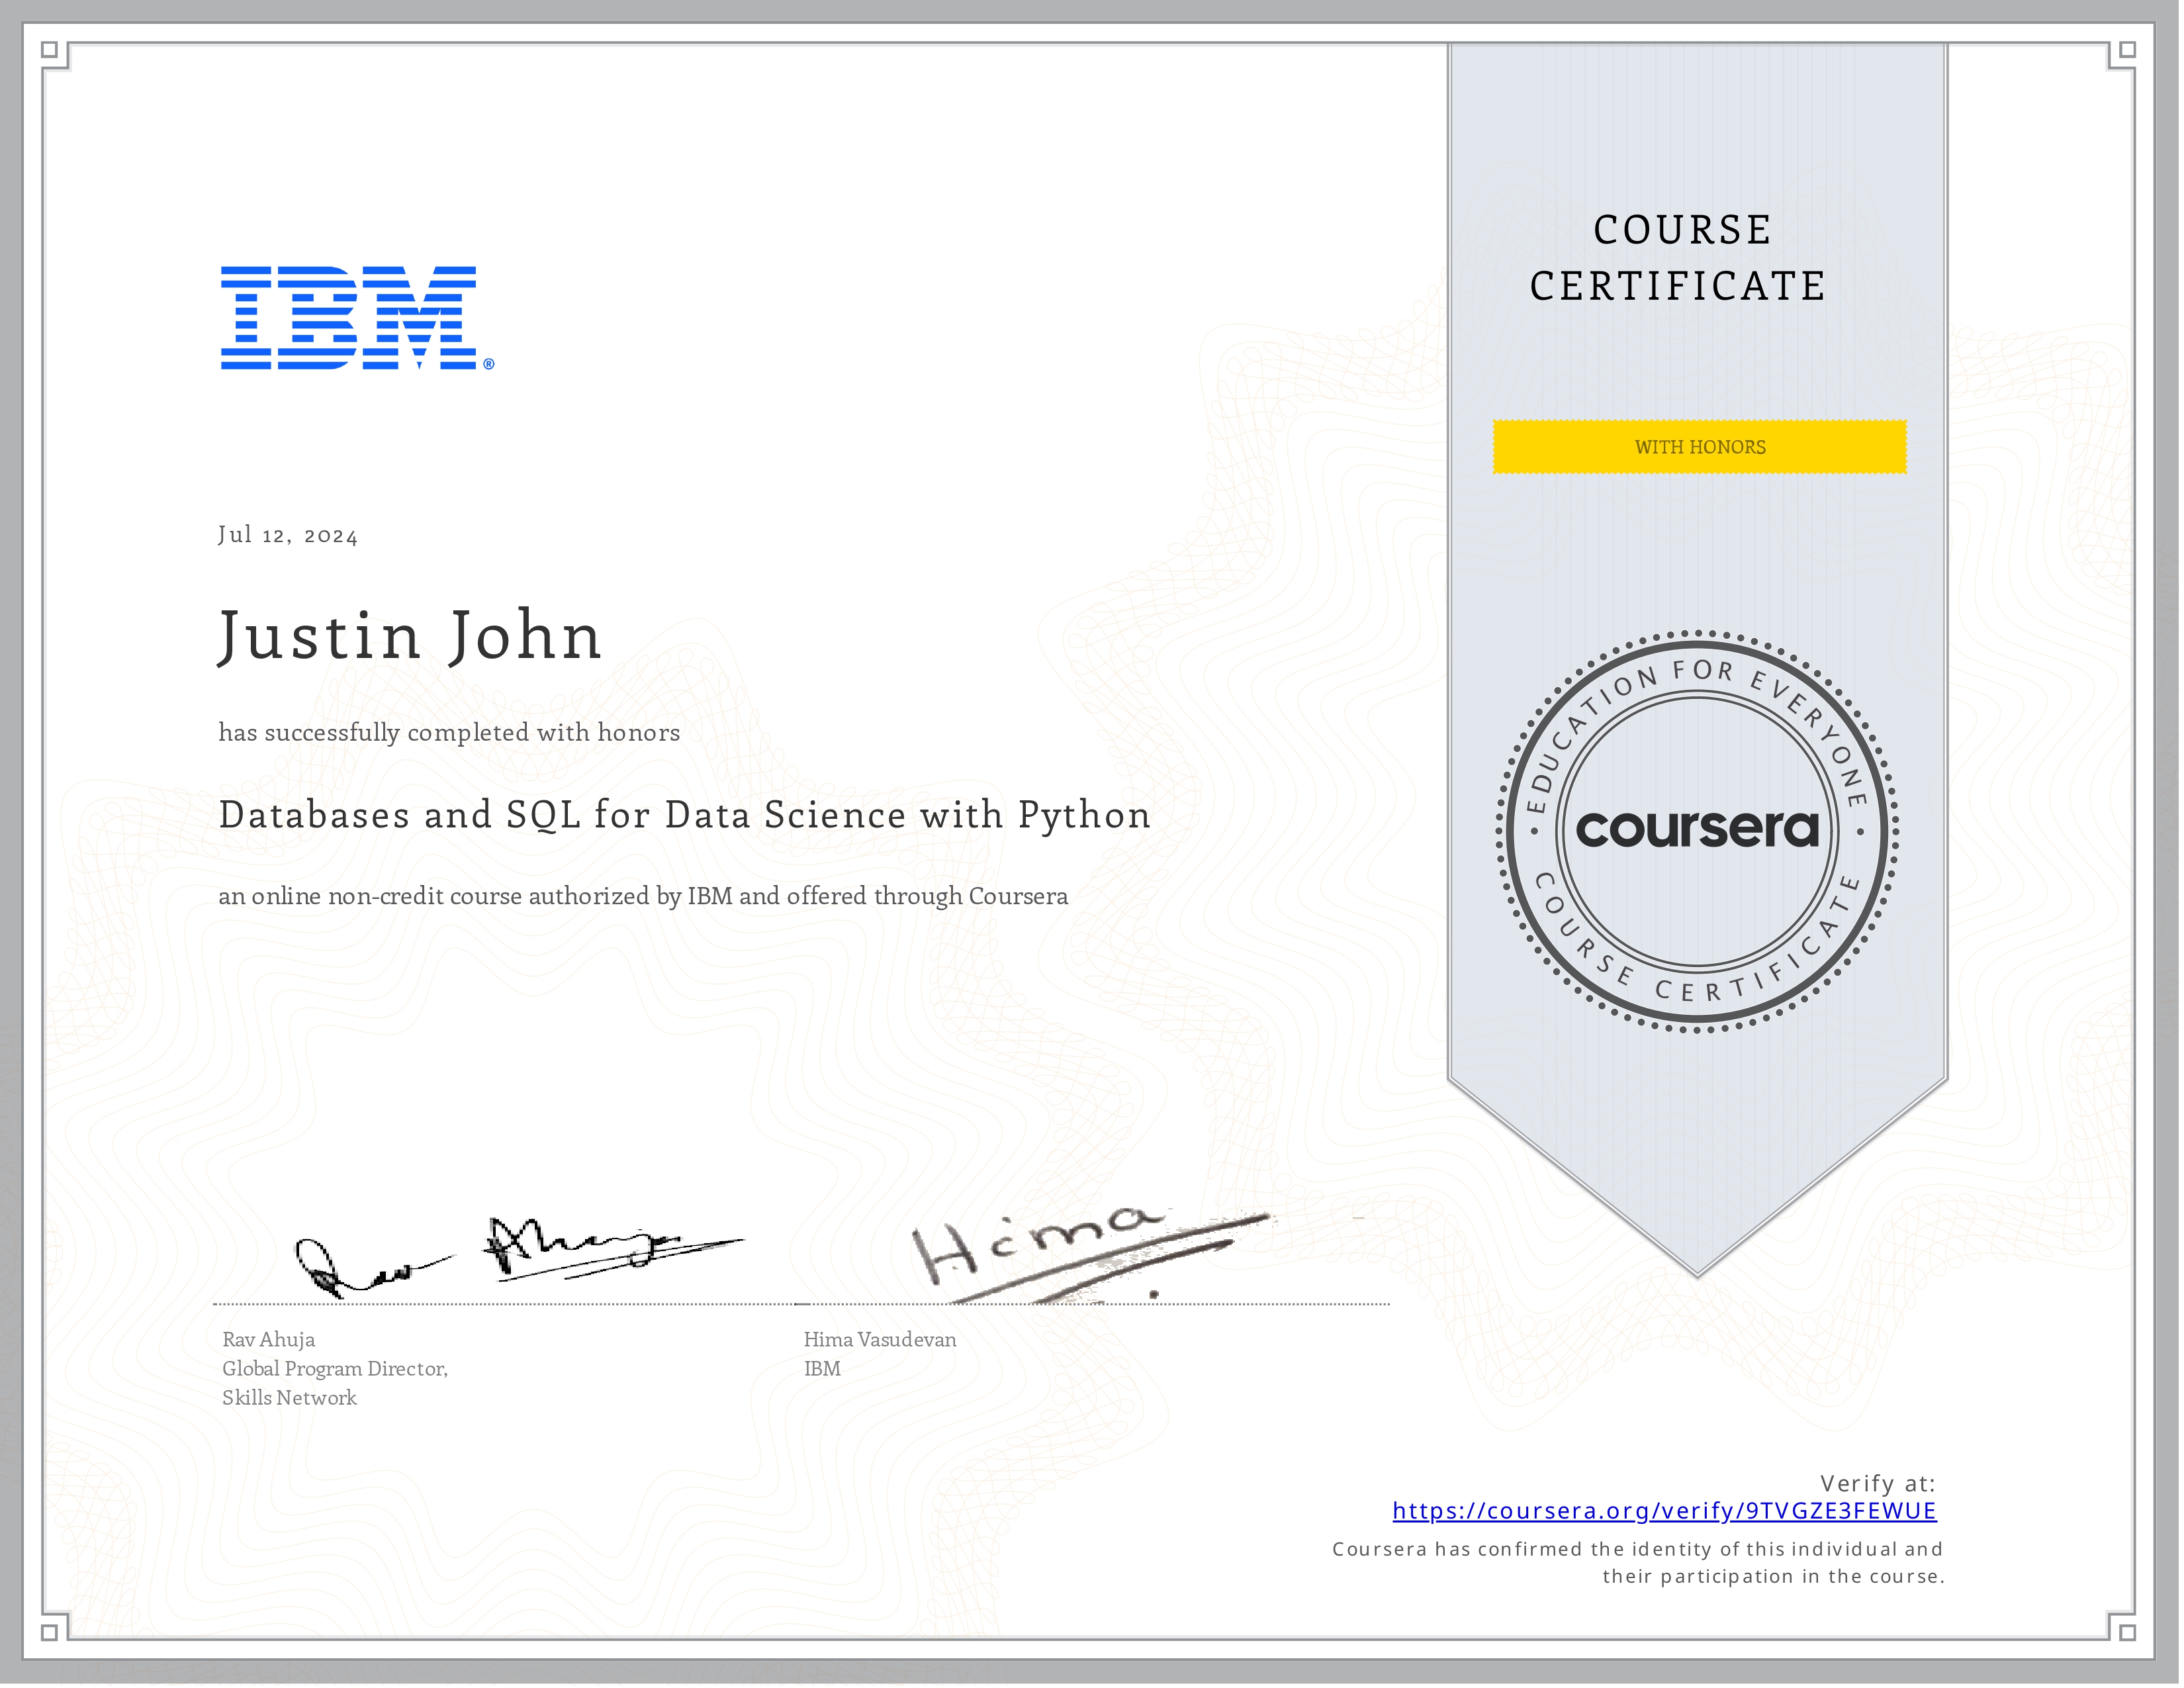 IBM®
COURSE
CERTIFICATE
WITH HONORS
Jul 12, 2024
Justin John
has successfully completed with honors
Databases and SQL for Data Science with Python
an online non-credit course authorized by IBM and offered through Coursera
EDUCATION FOR EVERYONE
coursera
COURSE CERTIFICATE
Hima
Rav Ahuja
Global Program Director,
Skills Network
Hima Vasudevan
IBM
Verify at:
https://coursera.org/verify/9TVGZE3FEWUE
Coursera has confirmed the identity of this individual and
their participation in the course.